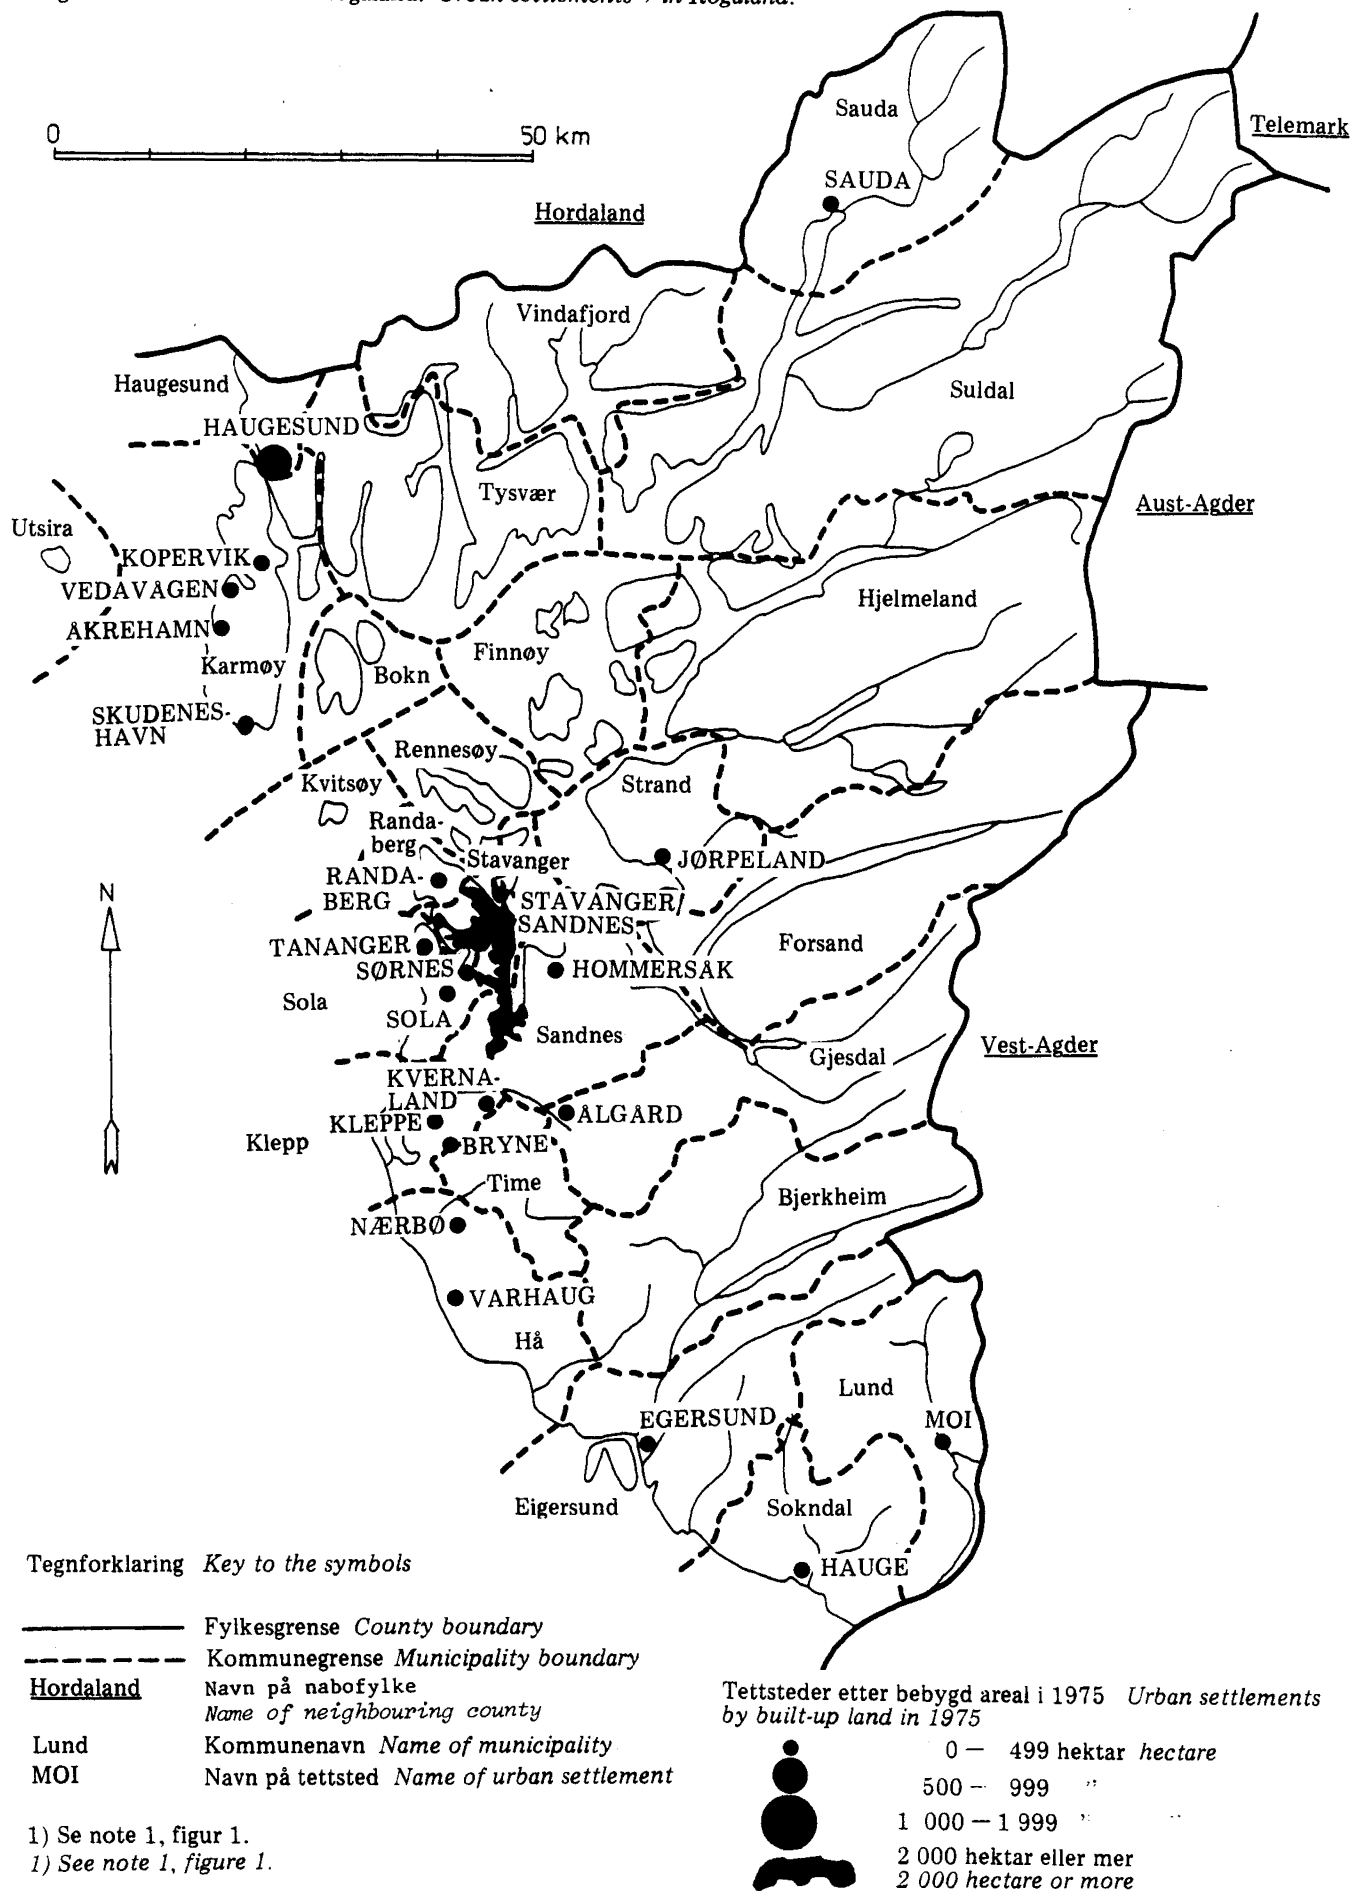 Urban settlements 1) in Rogaland.
0 50 km
Sauda
Telemark
SAUDA
Hordaland
Vindafjord
Haugesund
Suldal
HAUGESUND
Tysvær
Aust-Agder
Utsira
KOPERVIK
VEDAVÅGEN
Hjelmeland
ÅKREHAMN
Finnøy
Karmøy
Bokn
SKUDENES-
HAVN
Rennesøy
Kvitsøy
Strand
Randa-
berg
Stavanger
JØRPELAND
RANDA-
BERG
STAVANGER/
SANDNES
N
TANANGER
Forsand
SØRNES
HOMMERSÅK
Sola
SOLA
Sandnes
Vest-Agder
Gjesdal
KVERNA-
LAND
KLEPPE
ÅLGÅRD
Klepp
BRYNE
Time
Bjerkheim
NÆRBØ
VARHAUG
Hå
Lund
EGERSUND
MOI
Eigersund
Sokndal
HAUGE
Tegnforklaring Key to the symbols
Fylkesgrense County boundary
Kommunegrense Municipality boundary
Hordaland Navn på nabofylke
Name of neighbouring county
Lund Kommunenavn Name of municipality
MOI Navn på tettsted Name of urban settlement
1) Se note 1, figur 1.
1) See note 1, figure 1.
Tettsteder etter bebygd areal i 1975 Urban settlements
by built-up land in 1975
0 — 499 hektar hectare
500 — 999 "
1 000 — 1 999 " "
2 000 hektar eller mer
2 000 hectare or more